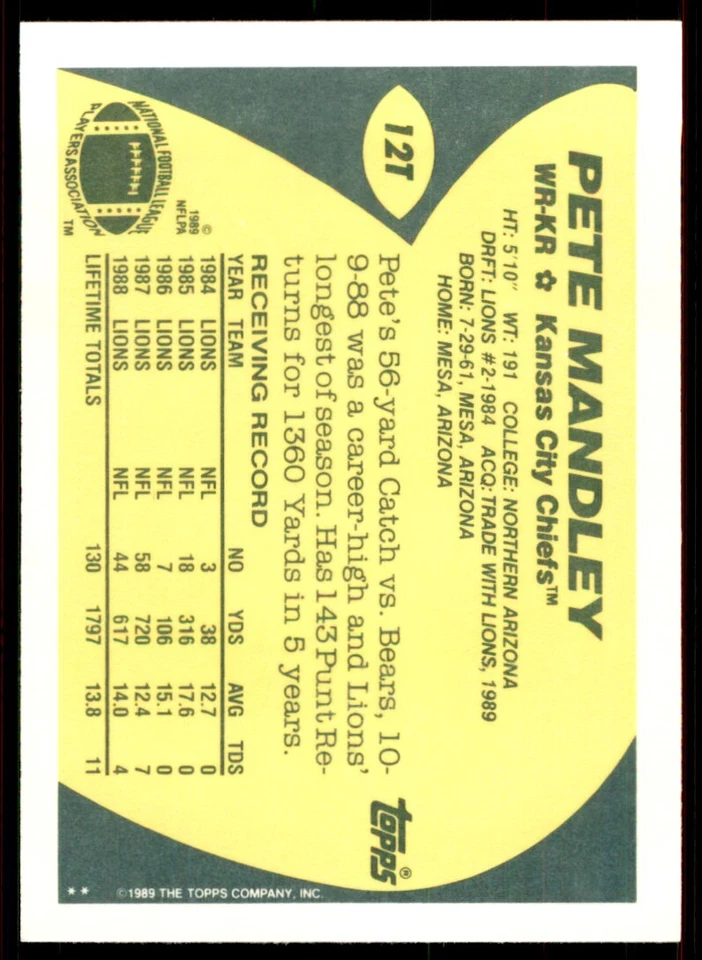 12T
PETE MANDLEY
WR-KR ✿ Kansas City Chiefs™
HT: 5'10" WT: 191 COLLEGE: NORTHERN ARIZONA
DRFT: LIONS #2-1984 ACQ: TRADE WITH LIONS, 1989
BORN: 7-29-61, MESA, ARIZONA
HOME: MESA, ARIZONA
Pete's 56-yard Catch vs. Bears, 10-
9-88 was a career-high and Lions'
longest of season. Has 143 Punt Re-
turns for 1360 Yards in 5 years.
topps®
RECEIVING RECORD
YEAR TEAM NO YDS AVG TDS
1984 LIONS NFL 3 38 12.7 0
1985 LIONS NFL 18 316 17.6 0
1986 LIONS NFL 7 106 15.1 0
1987 LIONS NFL 58 720 12.4 7
1988 LIONS NFL 44 617 14.0 4
LIFETIME TOTALS 130 1797 13.8 11
NATIONAL FOOTBALL LEAGUE
PLAYERS ASSOCIATION
TM
©
1989
NFLPA
** ©1989 THE TOPPS COMPANY, INC.